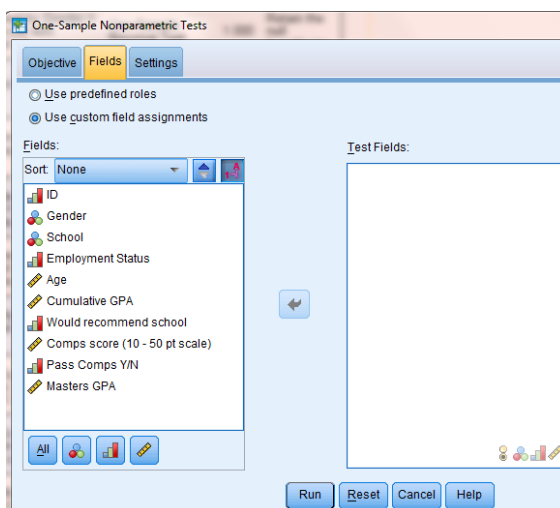 One-Sample Nonparametric Tests
Objective Fields Settings
Use predefined roles
Use custom field assignments
Fields:
Test Fields:
Sort: None
ID
Gender
School
Employment Status
Age
Cumulative GPA
Would recommend school
Comps score (10 - 50 pt scale)
Pass Comps Y/N
Masters GPA
All
Run Reset Cancel Help